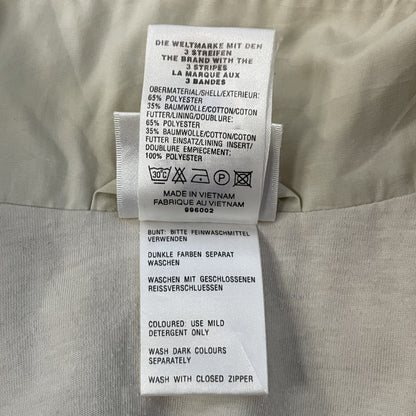 DIE WELTMARKE MIT DEN
3 STREIFEN
THE BRAND WITH THE
3 STRIPES
LA MARQUE AUX
3 BANDES
OBERMATERIAL/SHELL/EXTERIEUR:
65% POLYESTER
35% BAUMWOLLE/COTTON/COTON
FUTTER/LINING/DOUBLURE:
65% POLYESTER
35% BAUMWOLLE/COTTON/COTON
FUTTER EINSATZ/LINING INSERT/
DOUBLURE EMPIECEMENT:
100% POLYESTER
30°C P
MADE IN VIETNAM
FABRIQUE AU VIETNAM
996002
BUNT: BITTE FEINWASCHMITTEL
VERWENDEN
DUNKLE FARBEN SEPARAT
WASCHEN
WASCHEN MIT GESCHLOSSENEN
REISSVERSCHLUESSEN
COLOURED: USE MILD
DETERGENT ONLY
WASH DARK COLOURS
SEPARATELY
WASH WITH CLOSED ZIPPER